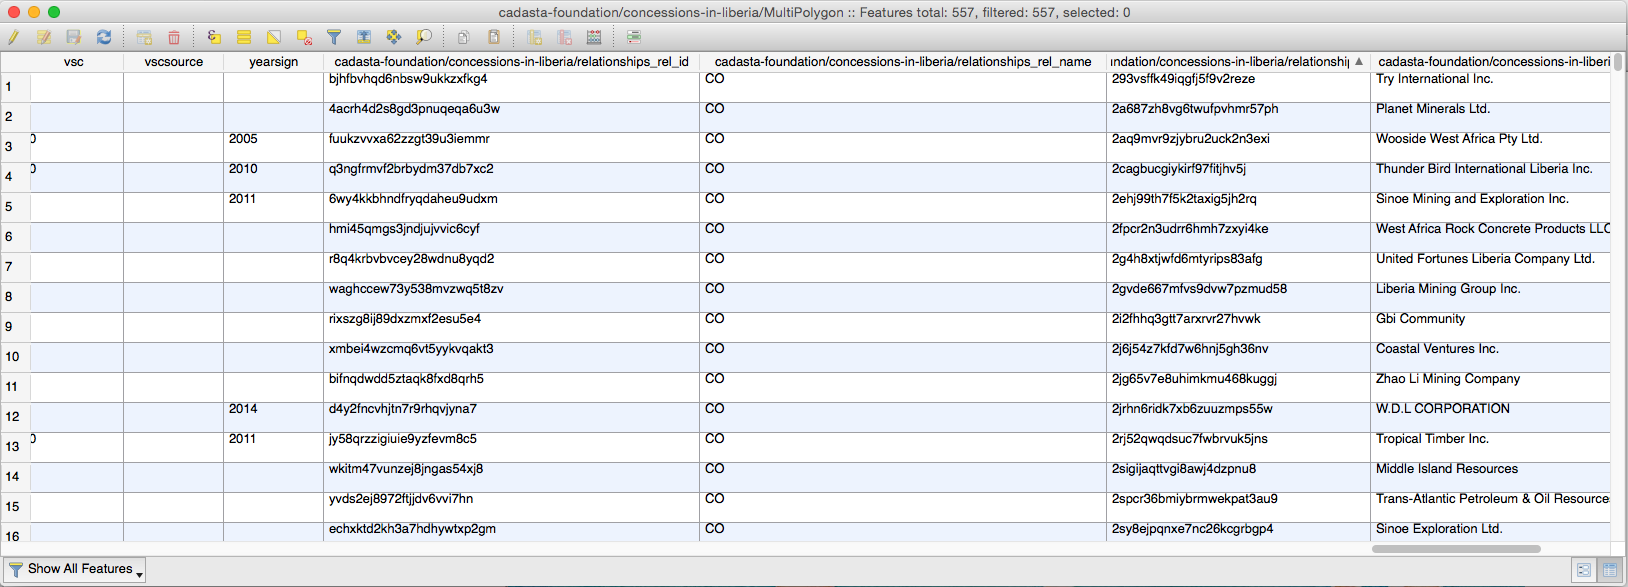 cadasta-foundation/concessions-in-liberia/MultiPolygon :: Features total: 557, filtered: 557, selected: 0
vsc vscsource yearsign cadasta-foundation/concessions-in-liberia/relationships_rel_id cadasta-foundation/concessions-in-liberia/relationships_rel_name undation/concessions-in-liberia/relationship cadasta-foundation/concessions-in-liberi
1 bjhfbvhqd6nbsw9ukkzxfkg4 CO 293vsffk49iqgfj5f9v2reze Try International Inc.
2 4acrh4d2s8gd3pnuqeqa6u3w CO 2a687zh8vg6twufpvhmr57ph Planet Minerals Ltd.
3 0 2005 fuukzvvxa62zzgt39u3iemmr CO 2aq9mvr9zjybru2uck2n3exi Wooside West Africa Pty Ltd.
4 0 2010 q3ngfrmvf2brbydm37db7xc2 CO 2cagbucgiykirf97fitjhv5j Thunder Bird International Liberia Inc.
5 2011 6wy4kkbhndfryqdaheu9udxm CO 2ehj99th7f5k2taxig5jh2rq Sinoe Mining and Exploration Inc.
6 hmi45qmgs3jndjujvvic6cyf CO 2fpcr2n3udrr6hmh7zxyi4ke West Africa Rock Concrete Products LLC
7 r8q4krbvbvcey28wdnu8yqd2 CO 2g4h8xtjwfd6mtyrips83afg United Fortunes Liberia Company Ltd.
8 waghccew73y538mvzwq5t8zv CO 2gvde667mfvs9dvw7pzmud58 Liberia Mining Group Inc.
9 rixszg8ij89dxzmxf2esu5e4 CO 2i2fhhq3gtt7arxrvr27hvwk Gbi Community
10 xmbei4wzcmq6vt5yykvqakt3 CO 2j6j54z7kfd7w6hnj5gh36nv Coastal Ventures Inc.
11 bifnqdwdd5ztaqk8fxd8qrh5 CO 2jg65v7e8uhimkmu468kuggj Zhao Li Mining Company
12 2014 d4y2fncvhjtn7r9rhqvjyna7 CO 2jrhn6ridk7xb6zuuzmps55w W.D.L CORPORATION
13 0 2011 jy58qrzzigiuie9yzfevm8c5 CO 2rj52qwqdsuc7fwbrvuk5jns Tropical Timber Inc.
14 wkitm47vunzej8jngas54xj8 CO 2sigijaqttvgi8awj4dzpnu8 Middle Island Resources
15 yvds2ej8972ftjjdv6vvi7hn CO 2spcr36bmiybrmwekpat3au9 Trans-Atlantic Petroleum & Oil Resource
16 echxktd2kh3a7hdhywtxp2gm CO 2sy8ejpqnxe7nc26kcgrbgp4 Sinoe Exploration Ltd.
Show All Features